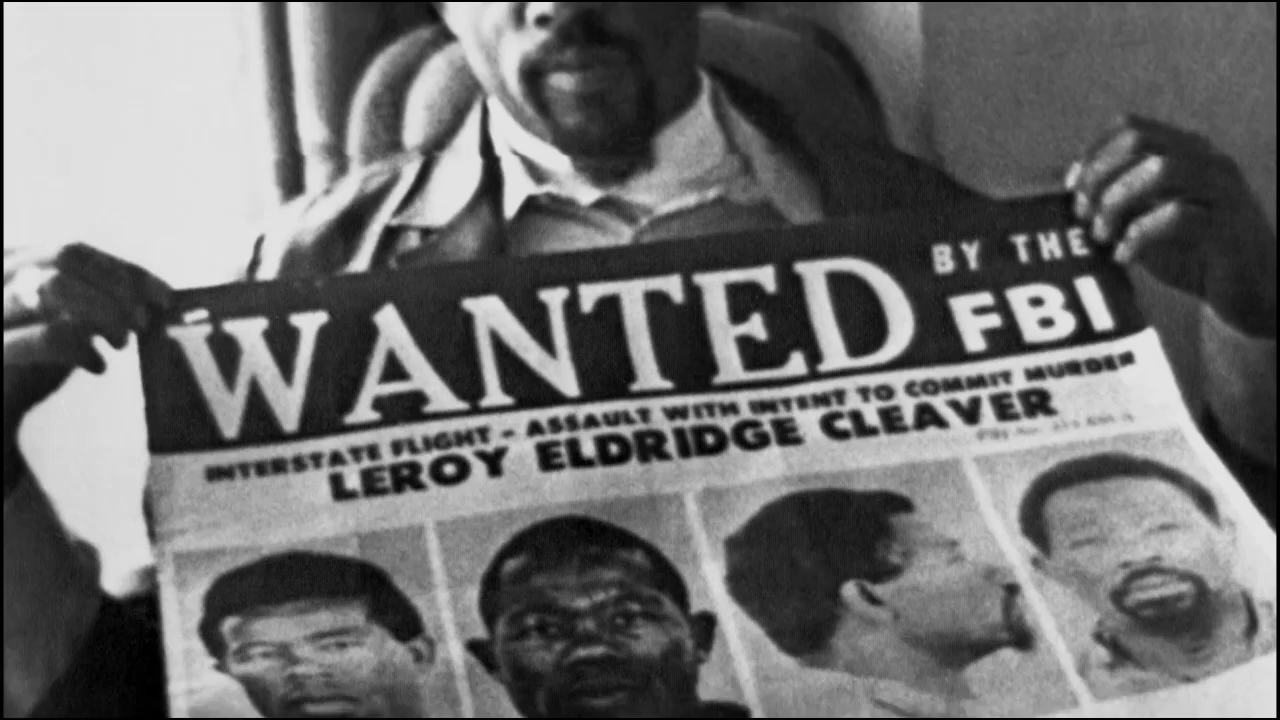 WANTED BY THE FBI
INTERSTATE FLIGHT - ASSAULT WITH INTENT TO COMMIT MURDER
LEROY ELDRIDGE CLEAVER